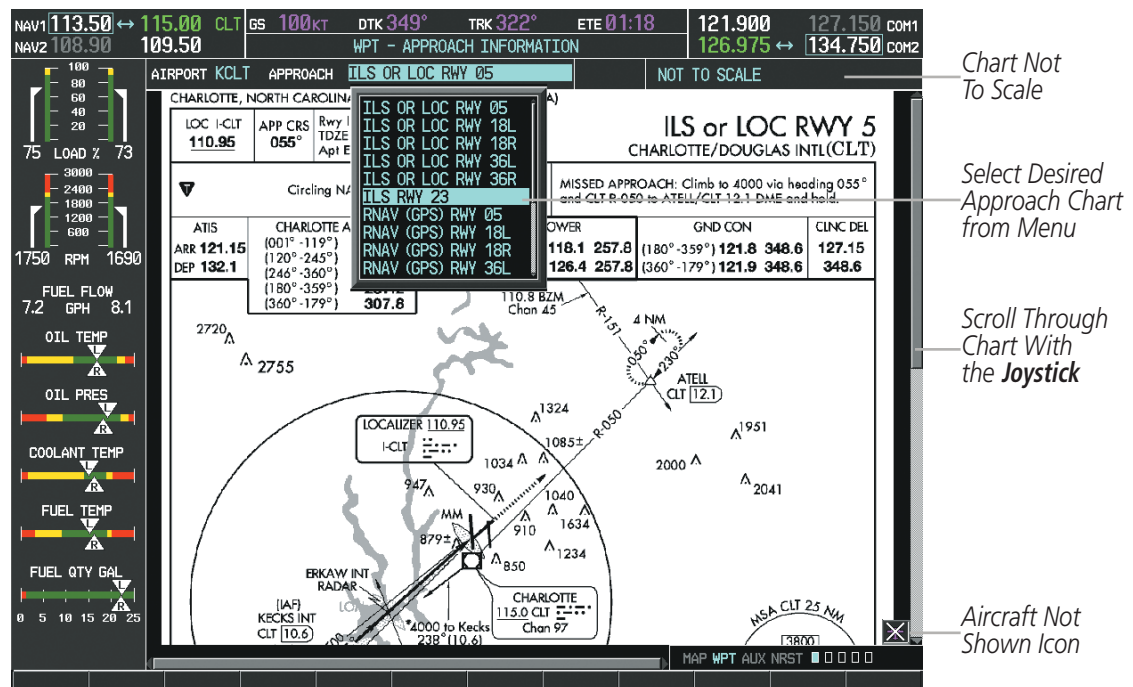 NAV1 113.50 ↔ 115.00 CLT
NAV2 108.90 109.50
GS 100KT DTK 349° TRK 322° ETE 01:18
WPT - APPROACH INFORMATION
121.900 127.150 COM1
126.975 ↔ 134.750 COM2
AIRPORT KCLT APPROACH ILS OR LOC RWY 05
NOT TO SCALE
Chart Not
To Scale
100
80
60
40
20
75 LOAD % 73
3000
2400
1800
1200
600
1750 RPM 1690
FUEL FLOW
7.2 GPH 8.1
OIL TEMP
L
R
OIL PRES
L
R
COOLANT TEMP
L
R
FUEL TEMP
L
R
FUEL QTY GAL
L
R
0 5 10 15 20 25
CHARLOTTE, NORTH CAROLINA
LOC I-CLT
110.95
APP CRS
055°
Rwy
TDZE
Apt E
ILS OR LOC RWY 05
ILS OR LOC RWY 18L
ILS OR LOC RWY 18R
ILS OR LOC RWY 36L
ILS OR LOC RWY 36R
ILS RWY 23
RNAV (GPS) RWY 05
RNAV (GPS) RWY 18L
RNAV (GPS) RWY 18R
RNAV (GPS) RWY 36L
A)
ILS or LOC RWY 5
CHARLOTTE/DOUGLAS INTL(CLT)
T
Circling NA
MISSED APPROACH: Climb to 4000 via heading 055°
and CLT R-050 to ATELL/CLT 12.1 DME and hold.
Select Desired
Approach Chart
from Menu
ATIS
ARR 121.15
DEP 132.1
CHARLOTTE A
(001°-119°)
(120°-245°)
(246°-360°)
(180°-359°)
(360°-179°) 307.8
OWER
118.1 257.8
126.4 257.8
GND CON
(180°-359°) 121.8 348.6
(360°-179°) 121.9 348.6
CLNC DEL
127.15
348.6
110.8 BZM
Chan 45
R-151
4 NM
050°
230°
ATELL
CLT 12.1
R-050
2720
2755
Scroll Through
Chart With
the Joystick
LOCALIZER 110.95
I-CLT
1324
1085±
1034
1951
2000
2041
947
930
1040
1634
910
MM
879±
850
1234
ERKAW INT
RADAR
(IAF)
KECKS INT
CLT 10.6
LO
*4000 to Kecks
238° (10.6)
CHARLOTTE
115.0 CLT
Chan 97
MSA CLT 25 NM
3800
Aircraft Not
Shown Icon
MAP WPT AUX NRST